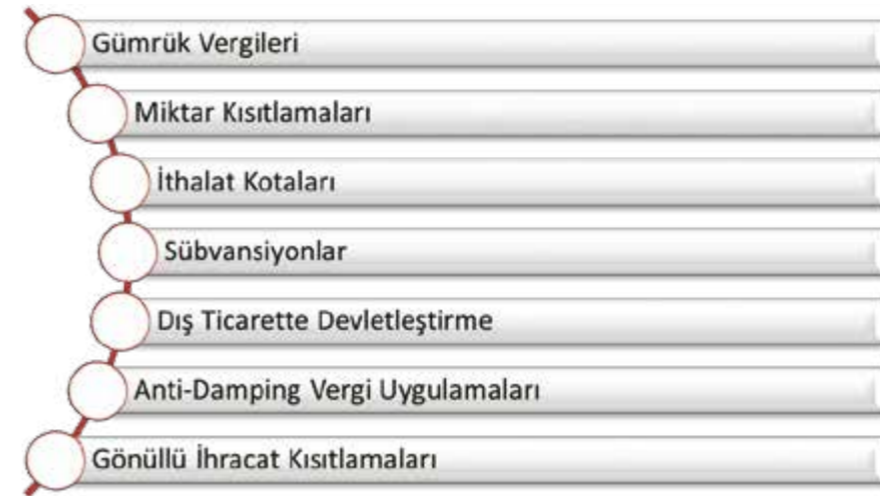 Gümrük Vergileri
Miktar Kısıtlamaları
İthalat Kotaları
Sübvansiyonlar
Dış Ticarette Devletleştirme
Anti-Damping Vergi Uygulamaları
Gönüllü İhracat Kısıtlamaları